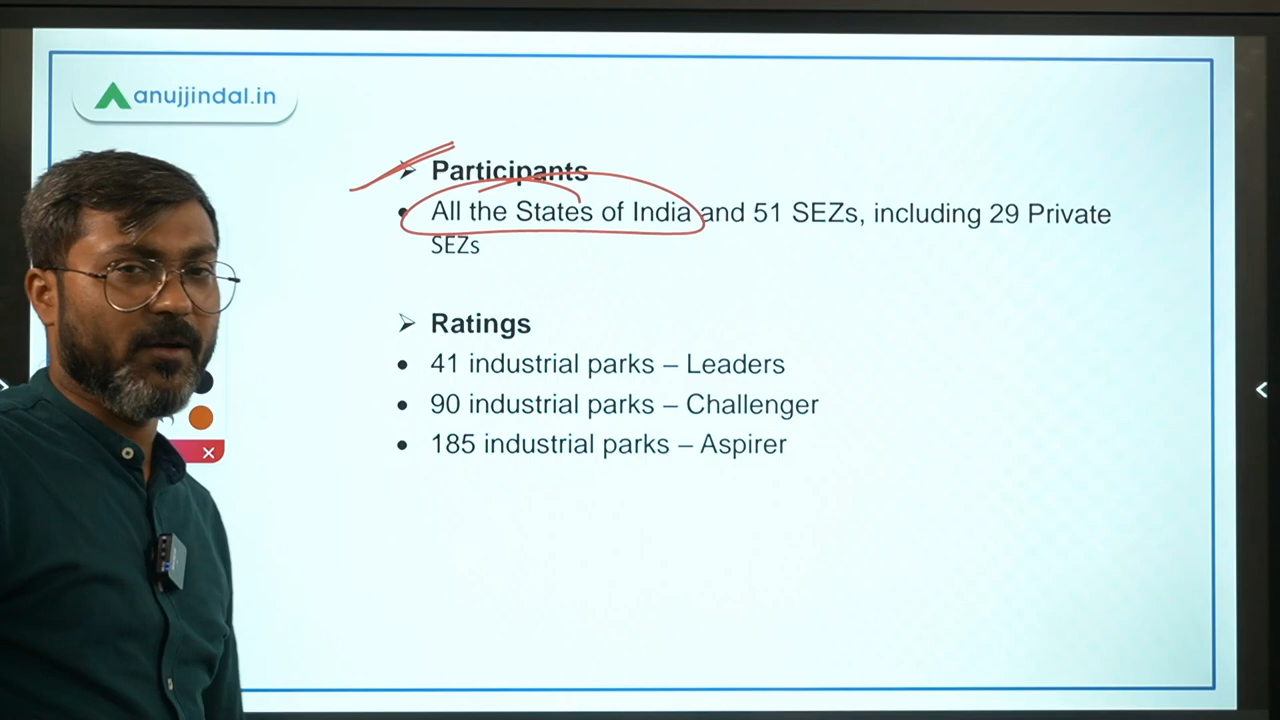 anujjindal.in
➢ Participants
• All the States of India and 51 SEZs, including 29 Private
SEZs
➢ Ratings
• 41 industrial parks – Leaders
• 90 industrial parks – Challenger
• 185 industrial parks – Aspirer